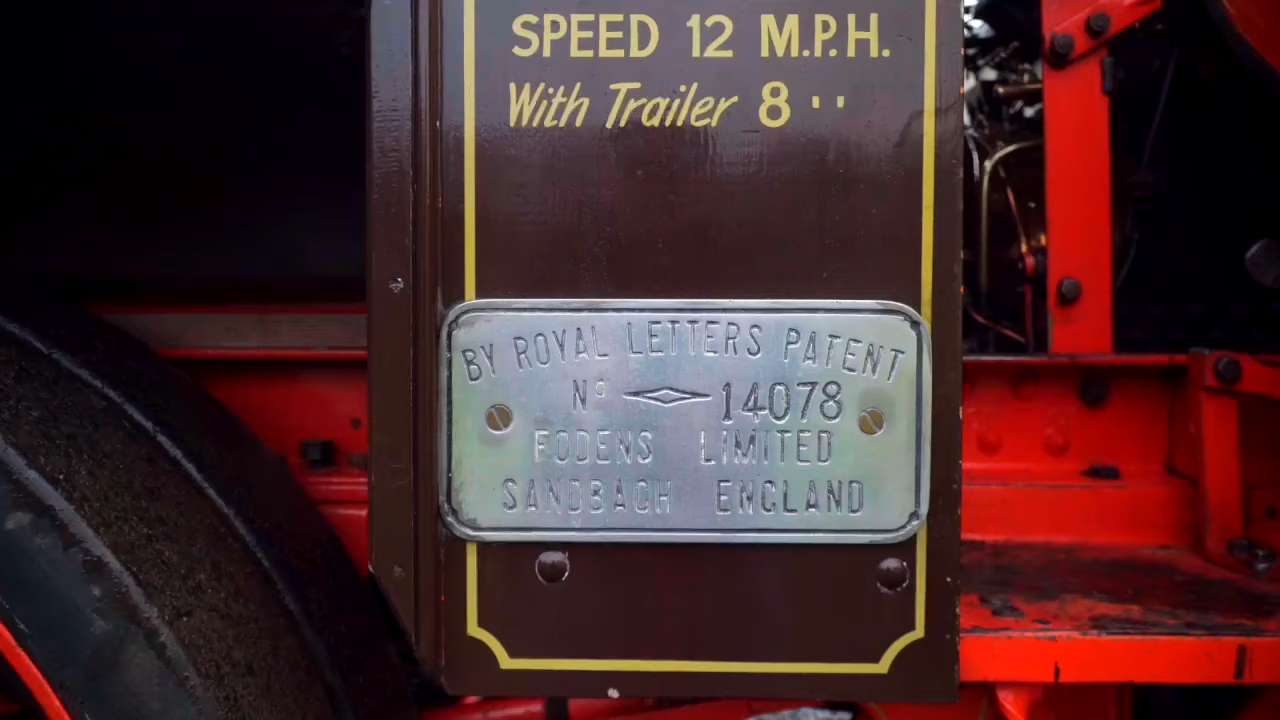 SPEED 12 M.P.H.
With Trailer 8 ''
BY ROYAL LETTERS PATENT
No 14078
FODENS LIMITED
SANDBACH ENGLAND